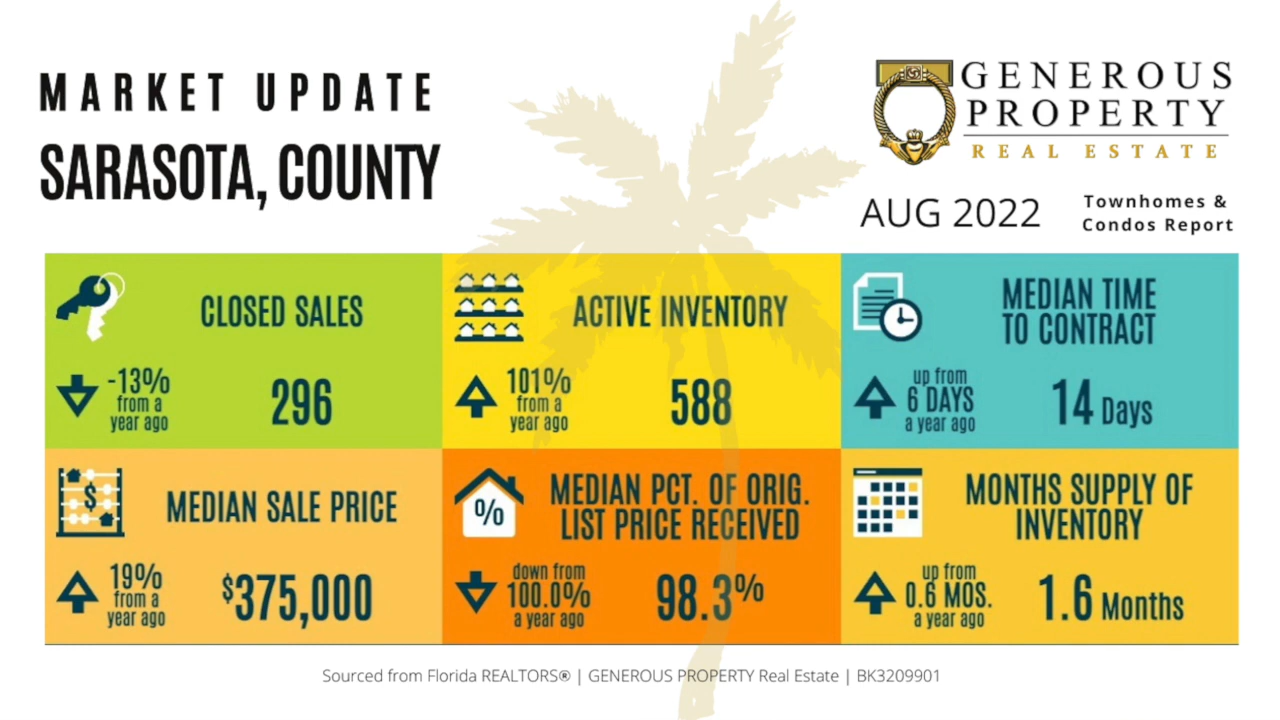 MARKET UPDATE
SARASOTA, COUNTY
GENEROUS
PROPERTY
REAL ESTATE
AUG 2022
Townhomes &
Condos Report
CLOSED SALES
-13%
from a
year ago
296
ACTIVE INVENTORY
101%
from a
year ago
588
MEDIAN TIME
TO CONTRACT
up from
6 DAYS
a year ago
14 Days
$
MEDIAN SALE PRICE
19%
from a
year ago
$375,000
%
MEDIAN PCT. OF ORIG.
LIST PRICE RECEIVED
down from
100.0%
a year ago
98.3%
MONTHS SUPPLY OF
INVENTORY
up from
0.6 MOS.
a year ago
1.6 Months
Sourced from Florida REALTORS® | GENEROUS PROPERTY Real Estate | BK3209901